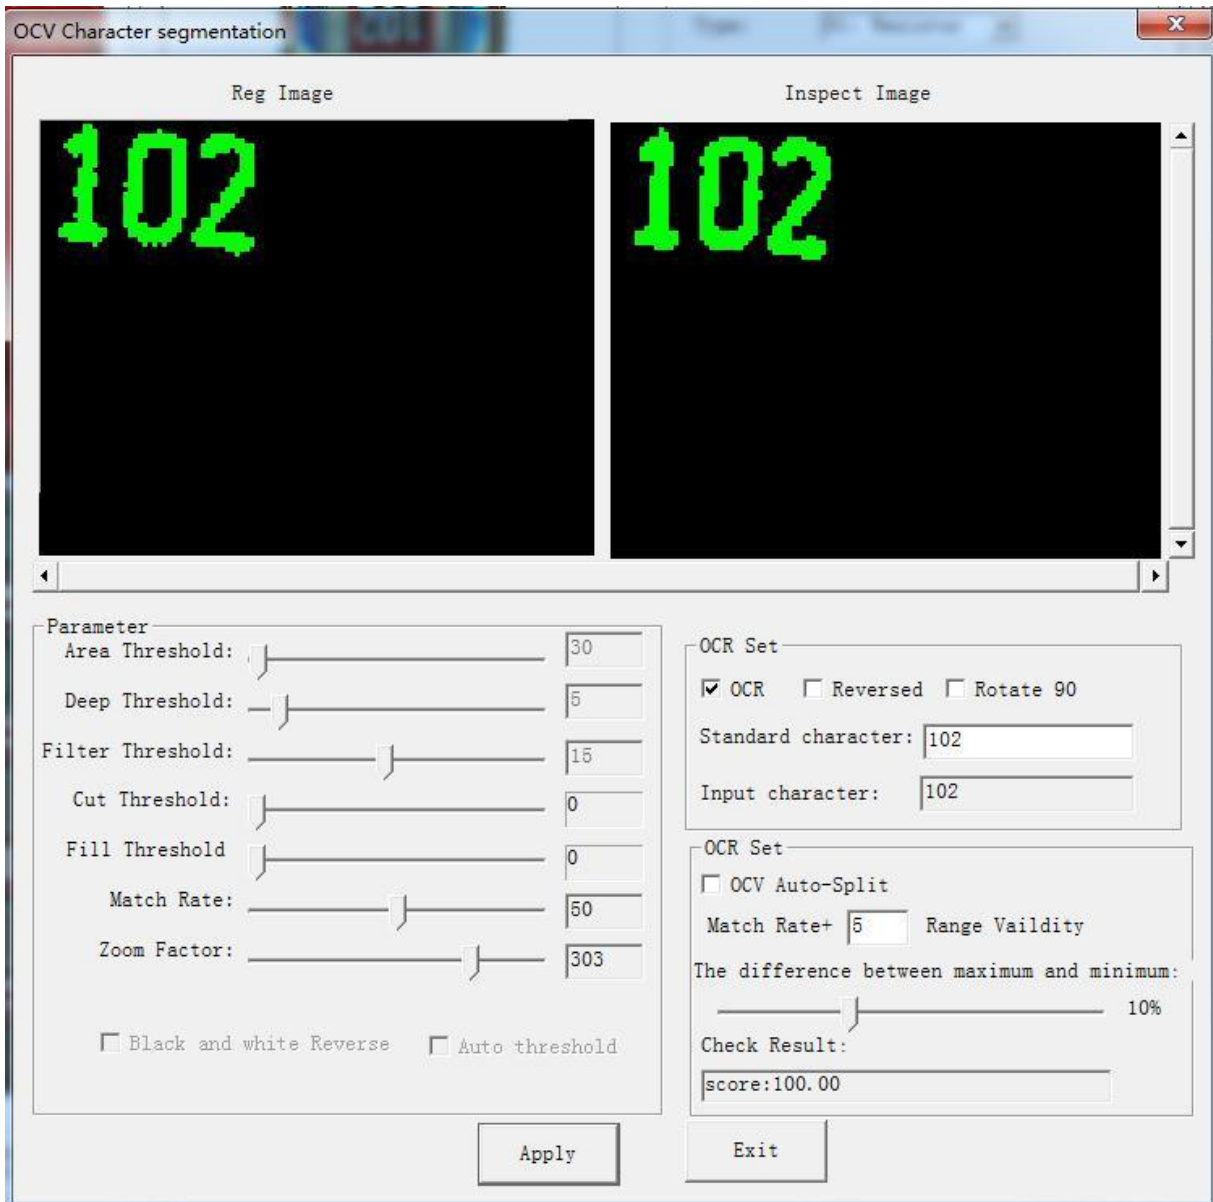 OCV Character segmentation
Reg Image
Inspect Image
102
102
Parameter
Area Threshold: 30
Deep Threshold: 5
Filter Threshold: 15
Cut Threshold: 0
Fill Threshold 0
Match Rate: 50
Zoom Factor: 303
Black and white Reverse
Auto threshold
OCR Set
OCR Reversed Rotate 90
Standard character: 102
Input character: 102
OCR Set
OCV Auto-Split
Match Rate+ 5 Range Vaildity
The difference between maximum and minimum:
10%
Check Result:
score:100.00
Apply
Exit